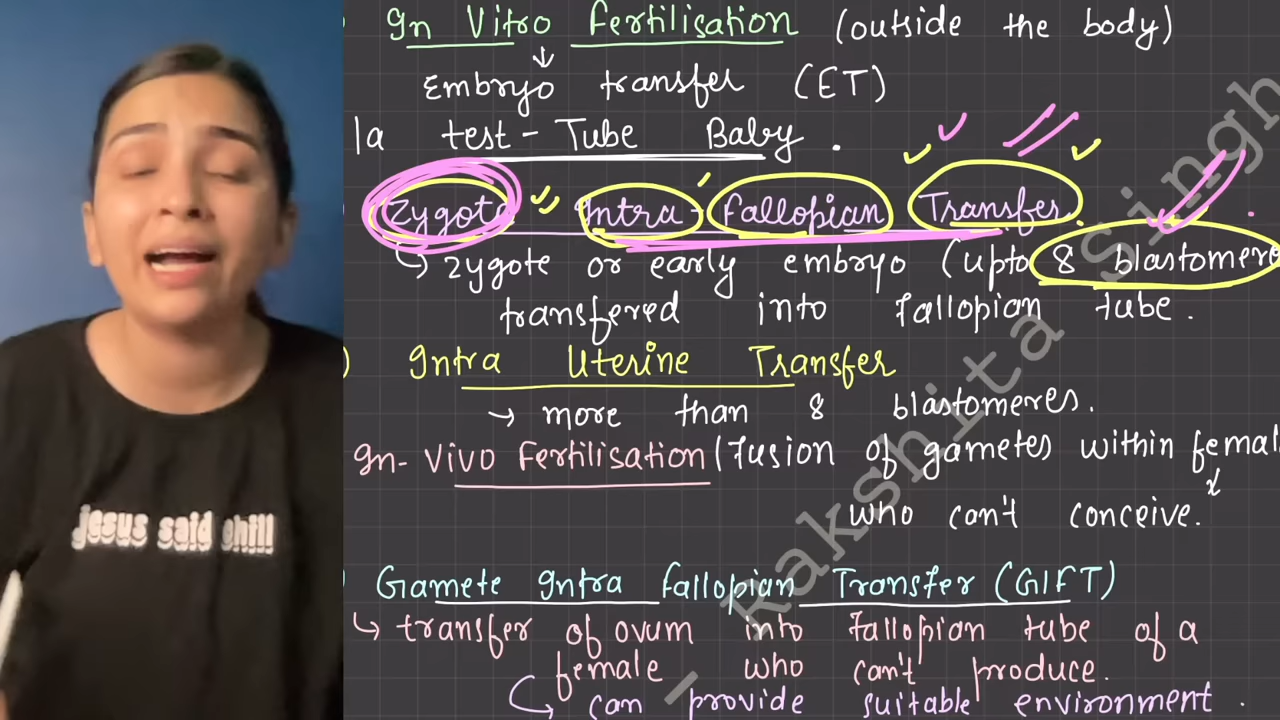 In Vitro Fertilisation (outside the body)
Embryo transfer (ET)
1a test-Tube Baby.
Zygote Intra-fallopian Transfer.
↳ zygote or early embryo (upto 8 blastomere
transfered into fallopian tube.
Intra Uterine Transfer
→ more than 8 blastomeres.
In-Vivo Fertilisation (fusion of gametes within femal
who can't conceive.
Gamete Intra fallopian Transfer (GIFT)
↳ transfer of ovum into fallopian tube of a
female who can't produce.
can provide suitable environment.
- Rakshita Singh
jesus said chill